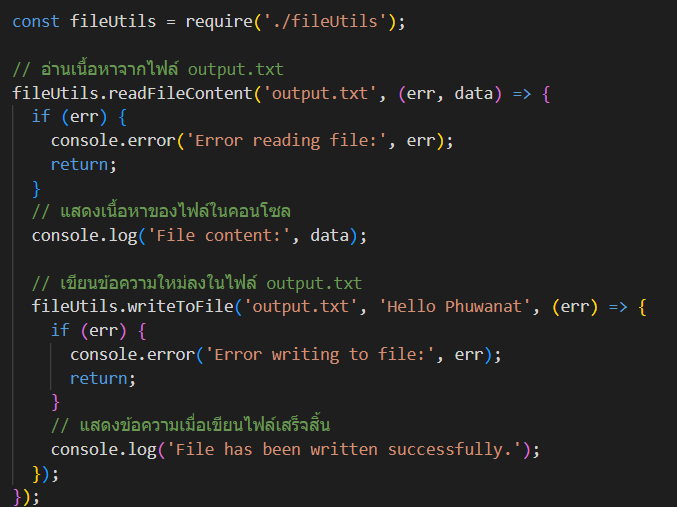 const fileUtils = require('./fileUtils');
// อ่านเนื้อหาจากไฟล์ output.txt
fileUtils.readFileContent('output.txt', (err, data) => {
if (err) {
console.error('Error reading file:', err);
return;
}
// แสดงเนื้อหาของไฟล์ในคอนโซล
console.log('File content:', data);
// เขียนข้อความใหม่ลงในไฟล์ output.txt
fileUtils.writeToFile('output.txt', 'Hello Phuwanat', (err) => {
if (err) {
console.error('Error writing to file:', err);
return;
}
// แสดงข้อความเมื่อเขียนไฟล์เสร็จสิ้น
console.log('File has been written successfully.');
});
});